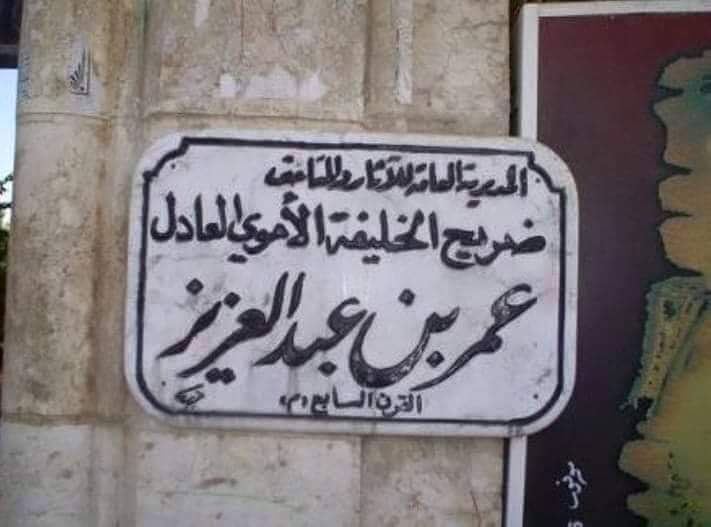 المديرية العامة للآثار والمتاحف
ضريح الخليفة الأموي العادل
عمر بن عبد العزيز
القرن السابع م.